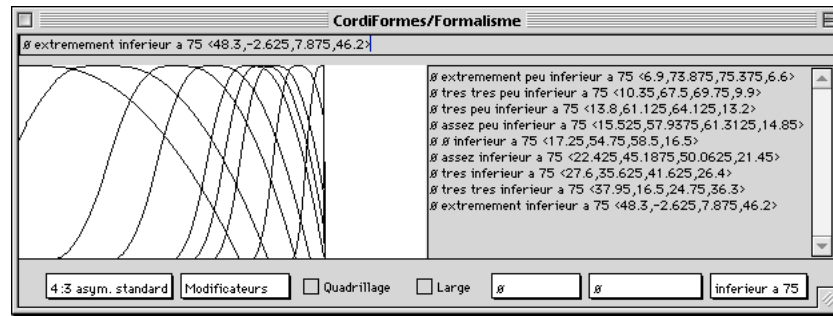 CordiFormes/Formalisme
ø extremement inferieur a 75 <48.3,-2.625,7.875,46.2>
ø extremement peu inferieur a 75 <6.9,73.875,75.375,6.6>
ø tres tres peu inferieur a 75 <10.35,67.5,69.75,9.9>
ø tres peu inferieur a 75 <13.8,61.125,64.125,13.2>
ø assez peu inferieur a 75 <15.525,57.9375,61.3125,14.85>
ø ø inferieur a 75 <17.25,54.75,58.5,16.5>
ø assez inferieur a 75 <22.425,45.1875,50.0625,21.45>
ø tres inferieur a 75 <27.6,35.625,41.625,26.4>
ø tres tres inferieur a 75 <37.95,16.5,24.75,36.3>
ø extremement inferieur a 75 <48.3,-2.625,7.875,46.2>
4:3 asym. standard Modificateurs Quadrillage Large ø ø inferieur a 75